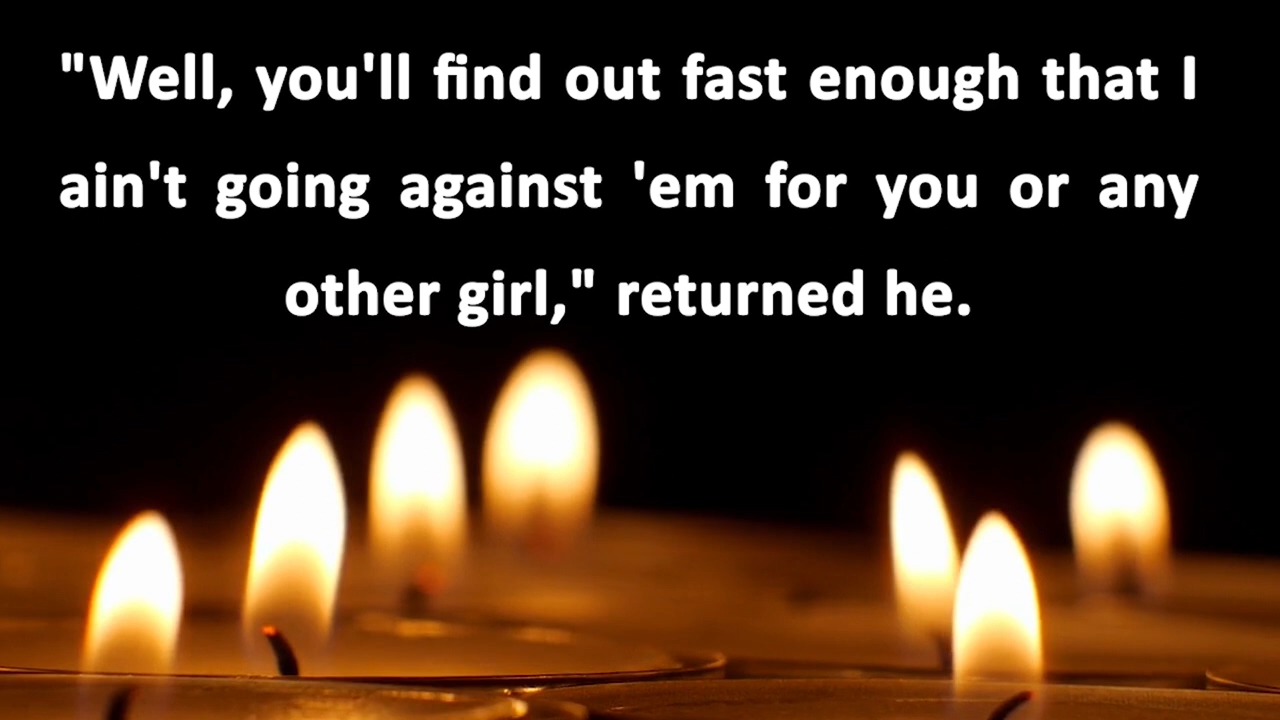 "Well, you'll find out fast enough that I
ain't going against 'em for you or any
other girl," returned he.